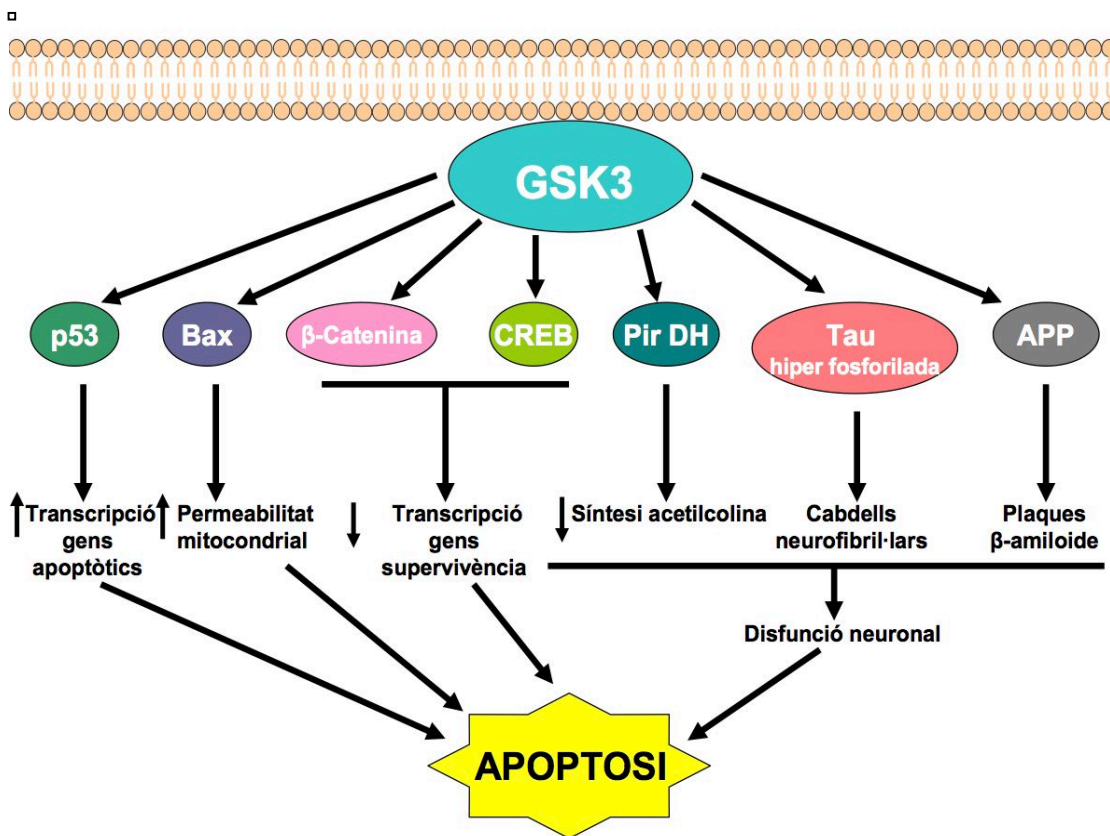 GSK3
p53
Bax
β-Catenina
CREB
Pir DH
Tau
hiper fosforilada
APP
Transcripció
gens
apoptòtics
Permeabilitat
mitocondrial
Transcripció
gens
supervivència
Síntesi acetilcolina
Cabdells
neurofibril·lars
Plaques
β-amiloide
Disfunció neuronal
APOPTOSI